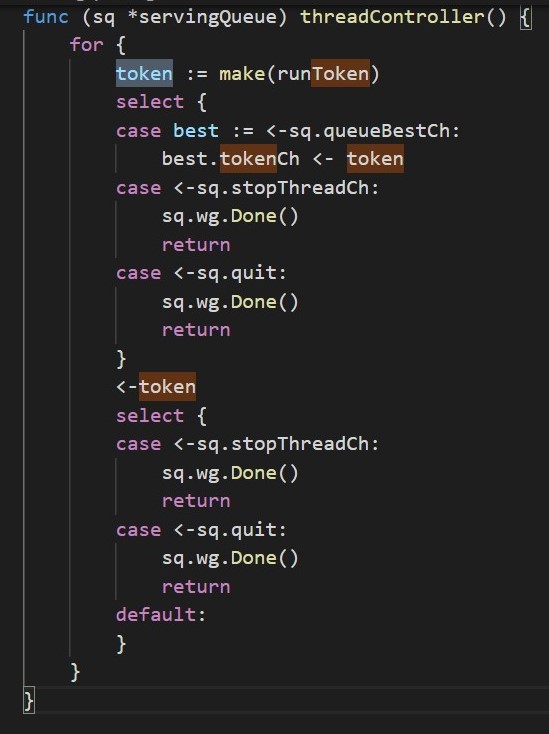 func (sq *servingQueue) threadController() {
    for {
        token := make(runToken)
        select {
        case best := <-sq.queueBestCh:
            best.tokenCh <- token
        case <-sq.stopThreadCh:
            sq.wg.Done()
            return
        case <-sq.quit:
            sq.wg.Done()
            return
        }
        <-token
        select {
        case <-sq.stopThreadCh:
            sq.wg.Done()
            return
        case <-sq.quit:
            sq.wg.Done()
            return
        default:
        }
    }
}